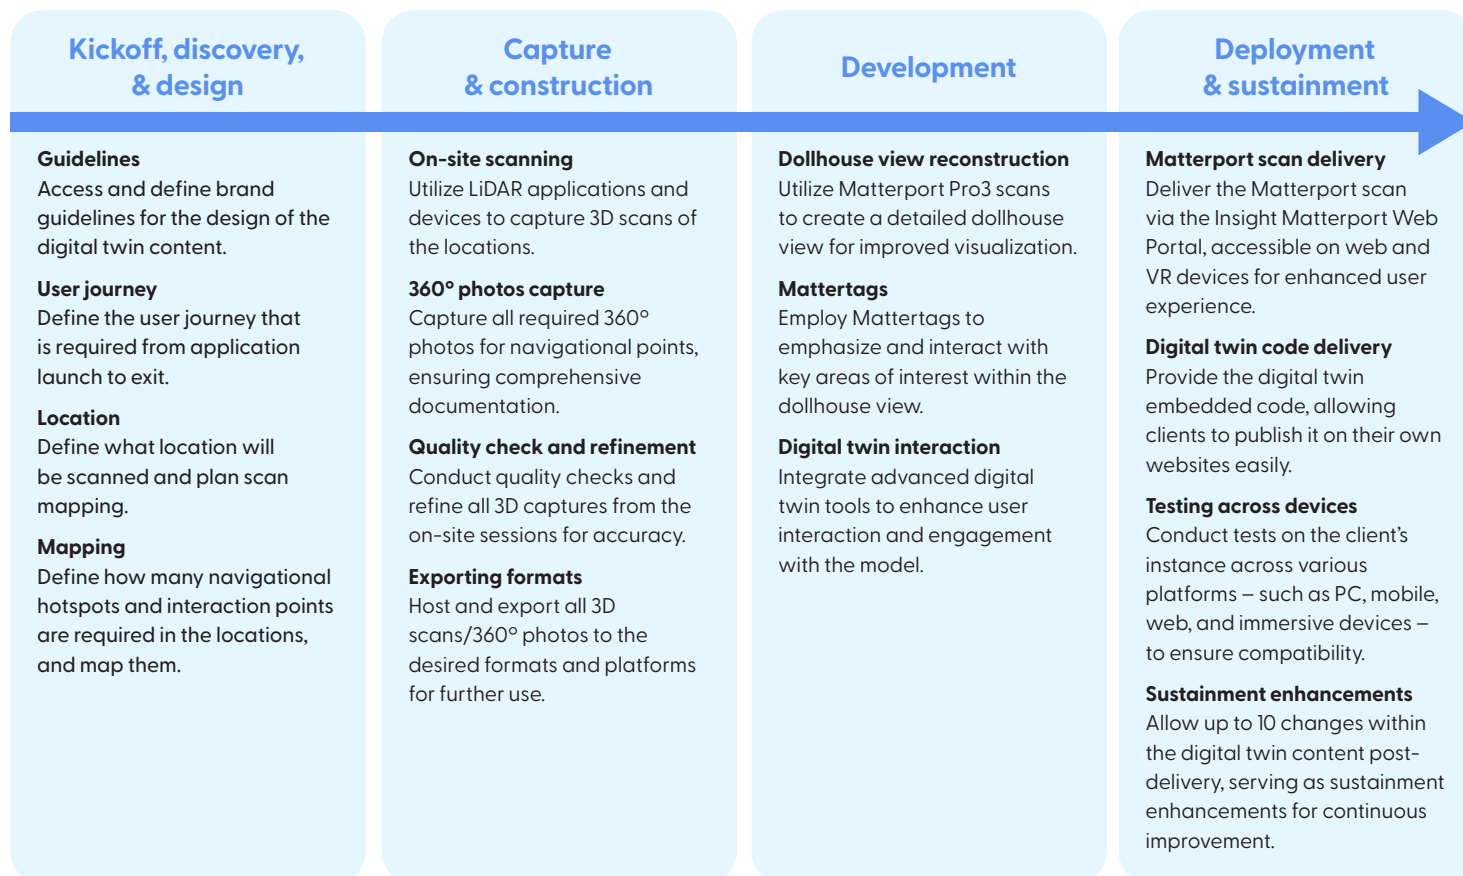 Kickoff, discovery,
& design
Guidelines
Access and define brand
guidelines for the design of the
digital twin content.
User journey
Define the user journey that
is required from application
launch to exit.
Location
Define what location will
be scanned and plan scan
mapping.
Mapping
Define how many navigational
hotspots and interaction points
are required in the locations,
and map them.
Capture
& construction
On-site scanning
Utilize LiDAR applications and
devices to capture 3D scans of
the locations.
360° photos capture
Capture all required 360°
photos for navigational points,
ensuring comprehensive
documentation.
Quality check and refinement
Conduct quality checks and
refine all 3D captures from the
on-site sessions for accuracy.
Exporting formats
Host and export all 3D
scans/360° photos to the
desired formats and platforms
for further use.
Development
Dollhouse view reconstruction
Utilize Matterport Pro3 scans
to create a detailed dollhouse
view for improved visualization.
Mattertags
Employ Mattertags to
emphasize and interact with
key areas of interest within the
dollhouse view.
Digital twin interaction
Integrate advanced digital
twin tools to enhance user
interaction and engagement
with the model.
Deployment
& sustainment
Matterport scan delivery
Deliver the Matterport scan
via the Insight Matterport Web
Portal, accessible on web and
VR devices for enhanced user
experience.
Digital twin code delivery
Provide the digital twin
embedded code, allowing
clients to publish it on their own
websites easily.
Testing across devices
Conduct tests on the client’s
instance across various
platforms – such as PC, mobile,
web, and immersive devices –
to ensure compatibility.
Sustainment enhancements
Allow up to 10 changes within
the digital twin content post-
delivery, serving as sustainment
enhancements for continuous
improvement.